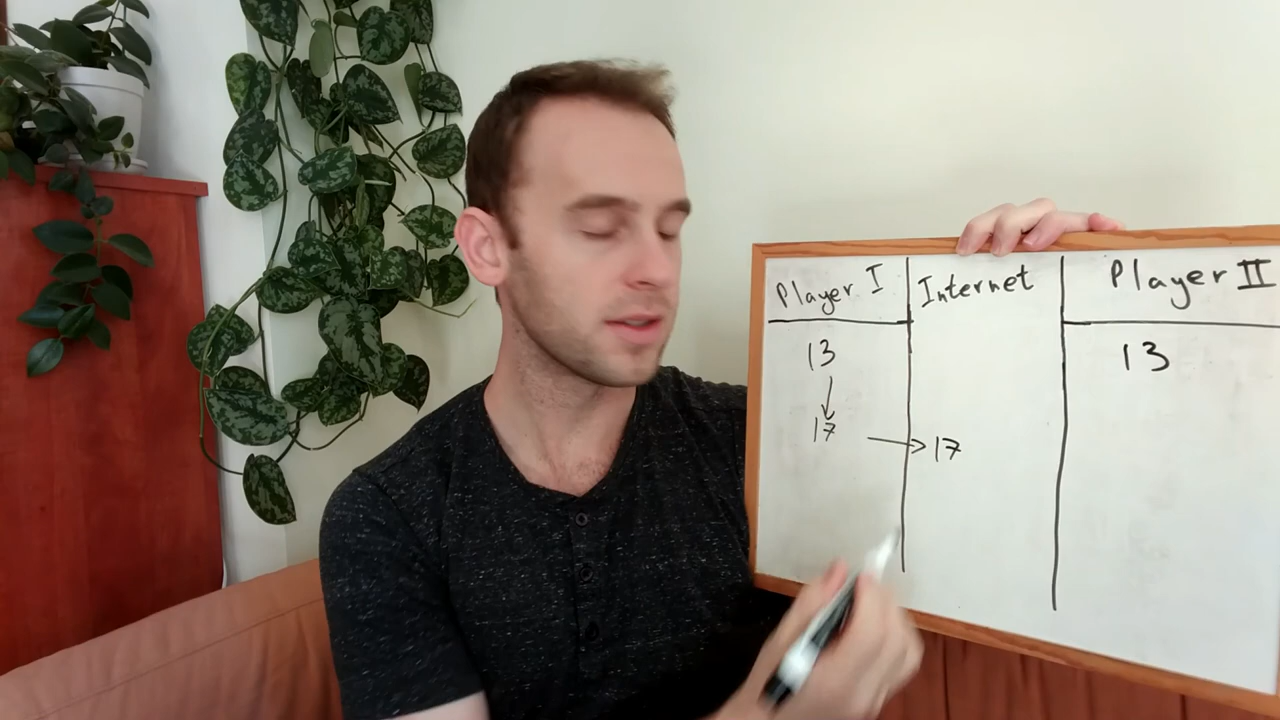 Player I Internet Player II
13 13
↓
17 → 17